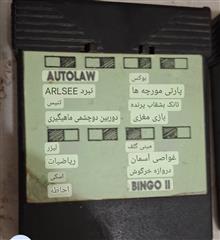 AUTOLAW
بوکس
نبرد ARLSEE
پارتی مورچه ها
تنیس
تانک بشقاب پرنده
دوربین دوچشمی ماهیگیری
بازی مغزی
لیزر
مینی گلف
ریاضیات
غواصی آسمان
اسکی
دروازه خرگوش
احاطه
BINGO II